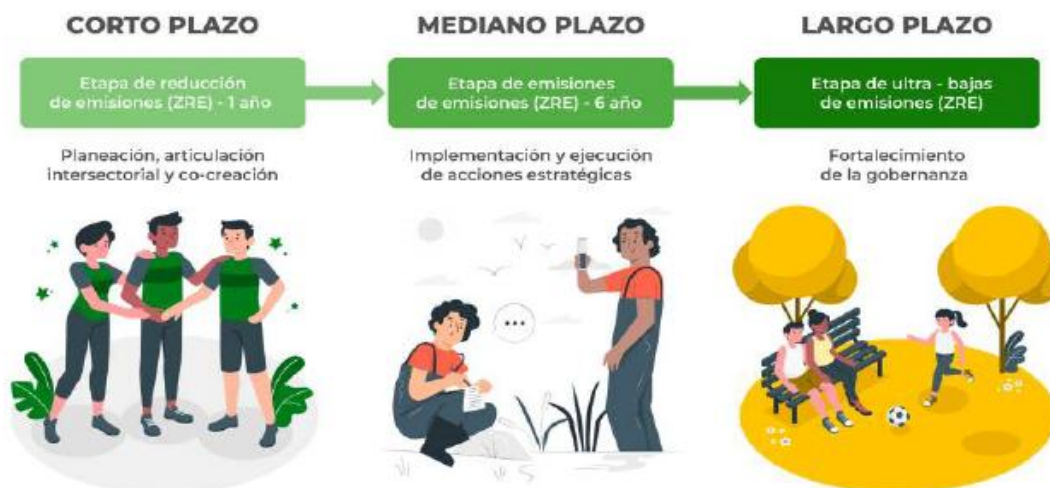 CORTO PLAZO
Etapa de reducción
de emisiones (ZRE) - 1 año
Planeación, articulación
intersectorial y co-creación
MEDIANO PLAZO
Etapa de emisiones
de emisiones (ZRE) - 6 año
Implementación y ejecución
de acciones estratégicas
LARGO PLAZO
Etapa de ultra - bajas
de emisiones (ZRE)
Fortalecimiento
de la gobernanza